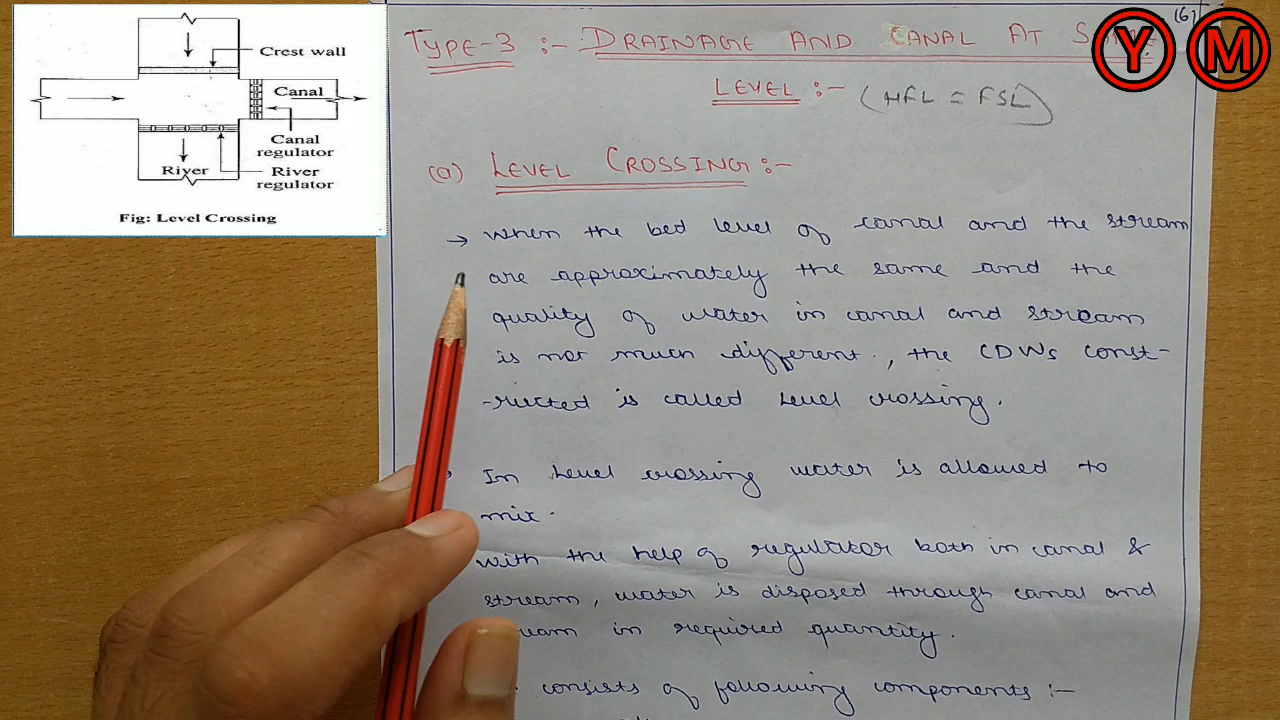 Crest wall
Canal
Canal
regulator
River
River
regulator
Fig: Level Crossing
(6)
TYPE-3 :- DRAINAGE AND CANAL AT
LEVEL :- (HFL = FSL)
(a) LEVEL CROSSING :-
→ When the bed level of canal and the stream
are approximately the same and the
quality of water in canal and stream
is not much different, the CDWs const-
-ructed is called level crossing.
In level crossing water is allowed to
mix.
with the help of regulator both in canal &
stream, water is disposed through canal and
in required quantity.
consists of following components :-
Y M